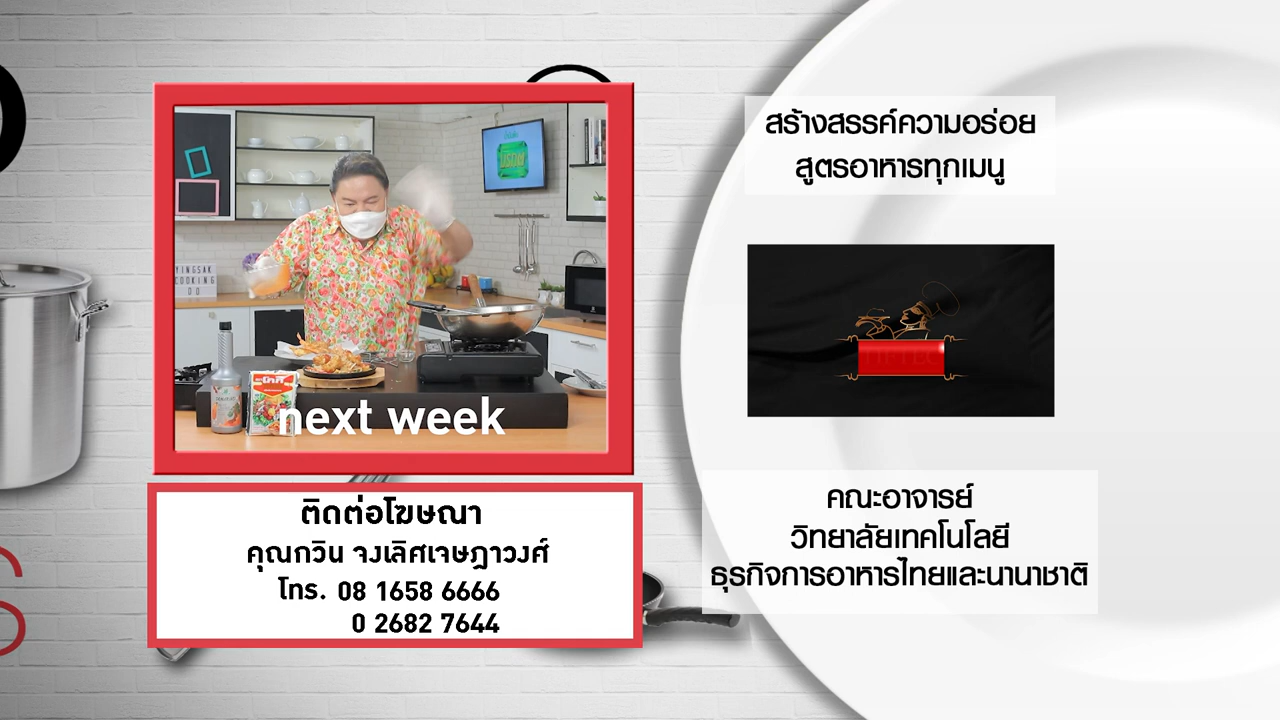 YINGSAK
COOKING
DO
next week
ติดต่อโฆษณา
คุณกวิน จงเลิศเจษฎาวงศ์
โทร. 08 1658 6666
0 2682 7644
สร้างสรรค์ความอร่อย
สูตรอาหารทุกเมนู
คณะอาจารย์
วิทยาลัยเทคโนโลยี
ธุรกิจการอาหารไทยและนานาชาติ